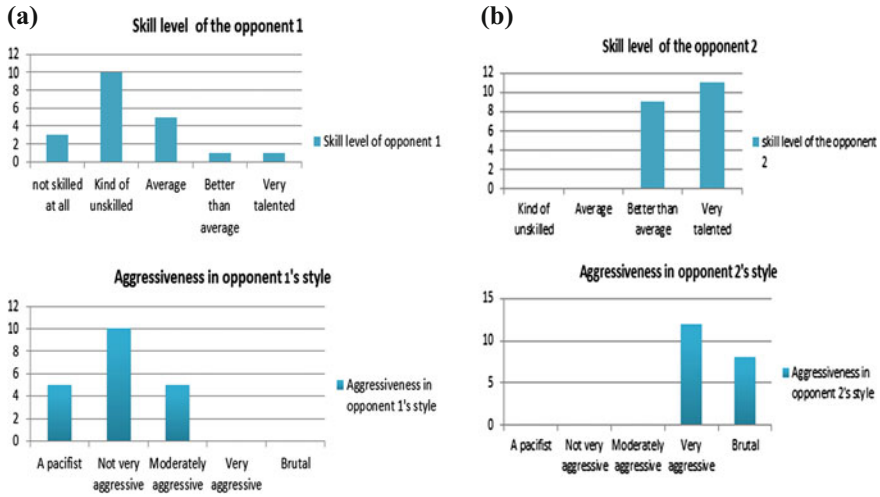 (a)
Skill level of the opponent 1
12
10
8
6
4
2
0
not skilled at all
Kind of unskilled
Average
Better than average
Very talented
Skill level of opponent 1
Aggressiveness in opponent 1's style
12
10
8
6
4
2
0
A pacifist
Not very aggressive
Moderately aggressive
Very aggressive
Brutal
Aggressiveness in
opponent 1's style
(b)
Skill level of the opponent 2
12
10
8
6
4
2
0
Kind of unskilled
Average
Better than average
Very talented
skill level of the opponent
2
Aggressiveness in opponent 2's style
15
10
5
0
A pacifist
Not very aggressive
Moderately aggressive
Very aggressive
Brutal
Aggressiveness in
opponent 2's style